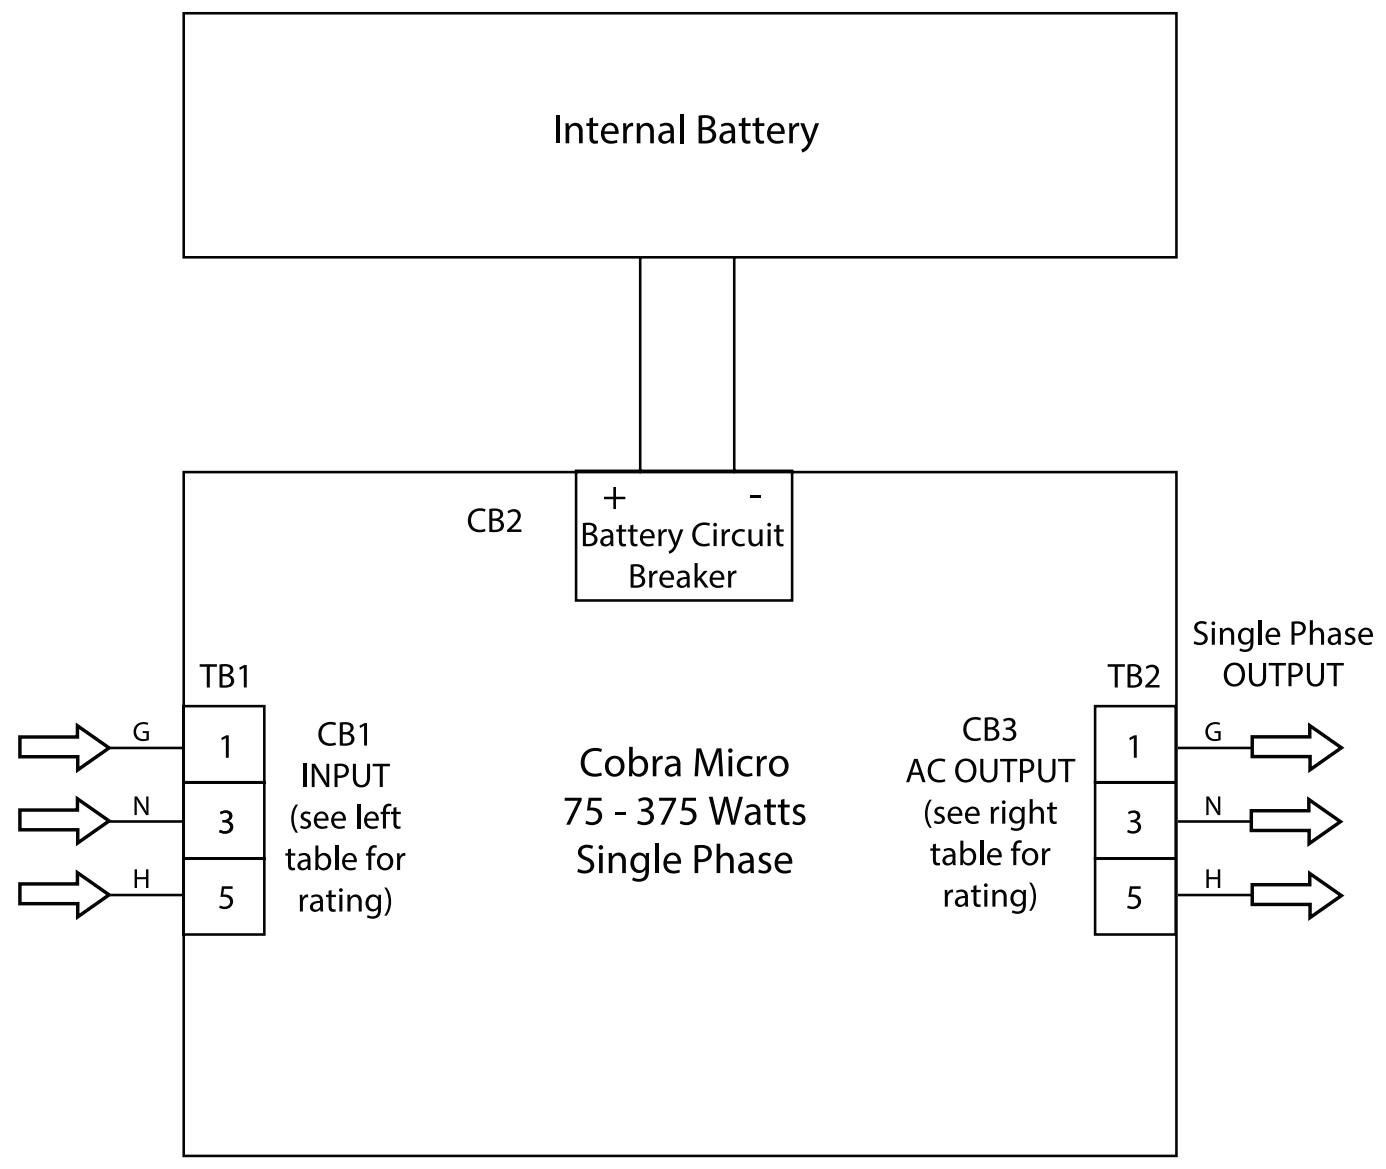 Internal Battery
+ -
CB2
Battery Circuit
Breaker
Single Phase
OUTPUT
TB1
TB2
G
1
N
3
H
5
CB1
INPUT
(see left
table for
rating)
Cobra Micro
75 - 375 Watts
Single Phase
CB3
AC OUTPUT
(see right
table for
rating)
1
G
3
N
5
H